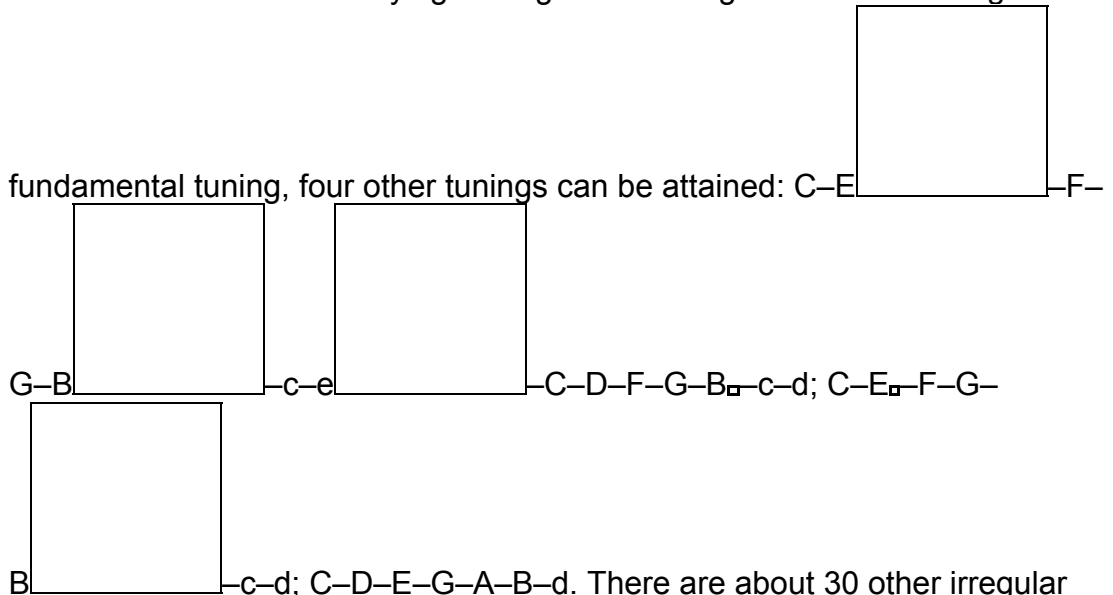 fundamental tuning, four other tunings can be attained: C–E –F–
G–B –c–e –C–D–F–G–B –c–d; C–E –F–G–
B –c–d; C–D–E–G–A–B–d. There are about 30 other irregular